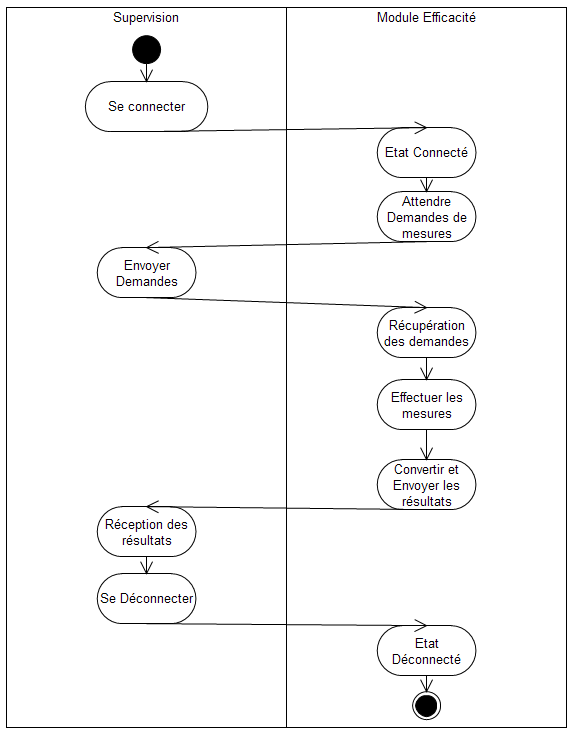 Supervision
Module Efficacité
Se connecter
Etat Connecté
Attendre
Demandes de
mesures
Envoyer
Demandes
Récupération
des demandes
Effectuer les
mesures
Convertir et
Envoyer les
résultats
Réception des
résultats
Se Déconnecter
Etat
Déconnecté